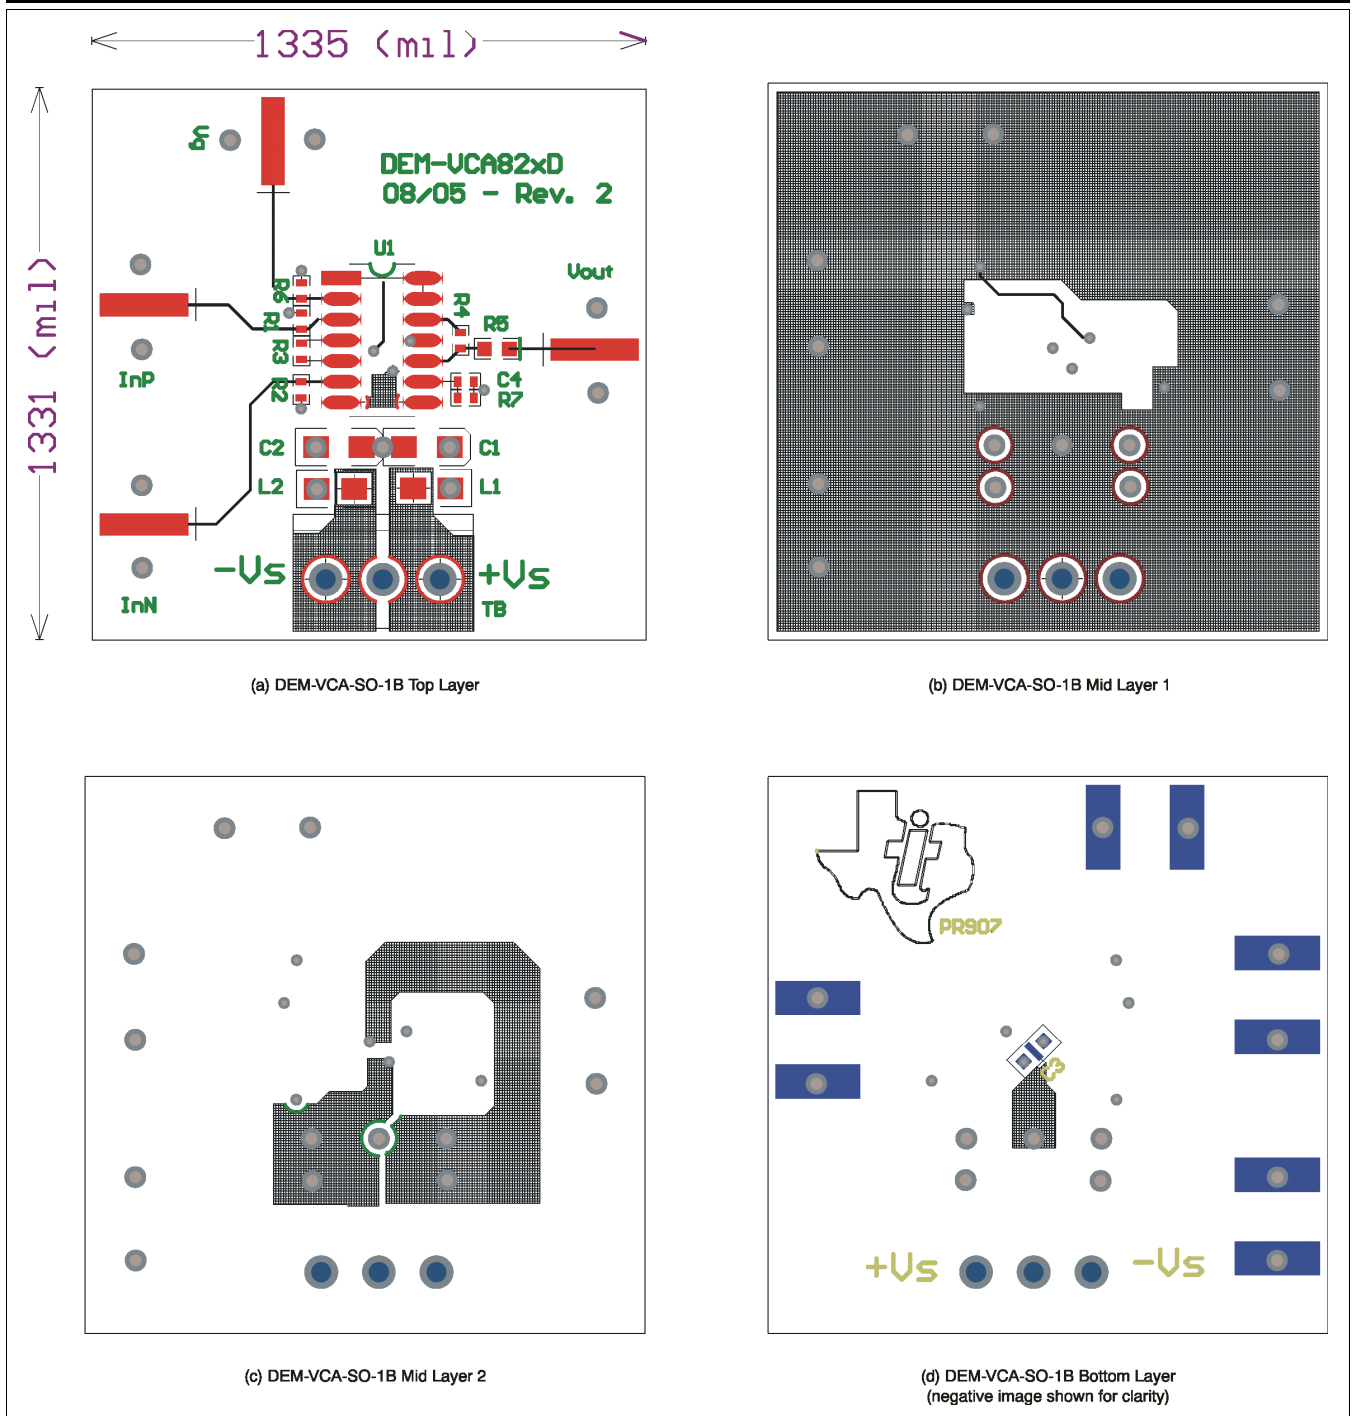 1335 (mil)
1331 (mil)
Vg
DEM-VCA82xD
08/05 - Rev. 2
U1
Vout
R6
R4
R1
R5
R3
InP
R2
C4
R7
C2
C1
L2
L1
-Vs
+Vs
InN
TB
(a) DEM-VCA-SO-1B Top Layer
(b) DEM-VCA-SO-1B Mid Layer 1
PR907
C3
+Vs
-Vs
(c) DEM-VCA-SO-1B Mid Layer 2
(d) DEM-VCA-SO-1B Bottom Layer
(negative image shown for clarity)